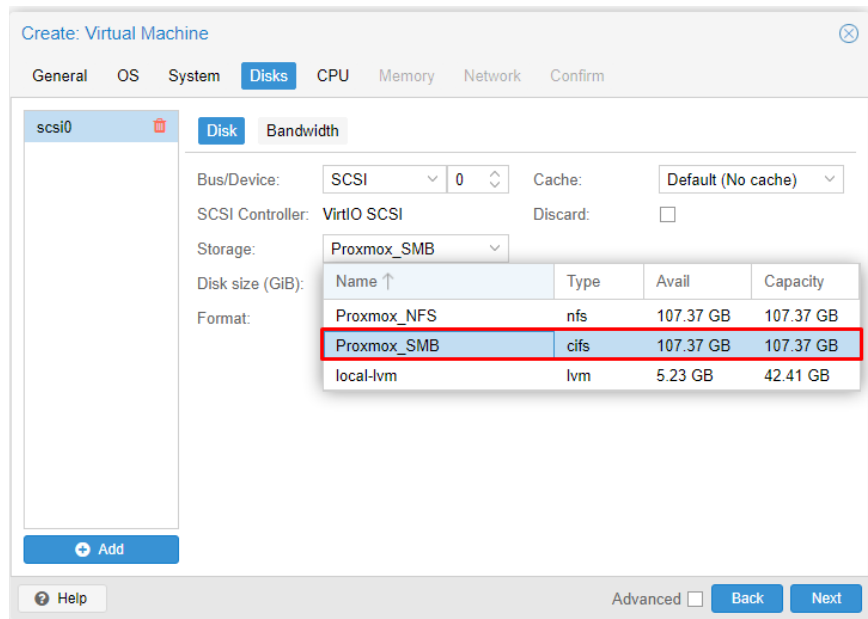 Create: Virtual Machine
General OS System Disks CPU Memory Network Confirm
scsi0
Disk Bandwidth
Bus/Device: SCSI 0 Cache: Default (No cache)
SCSI Controller: VirtIO SCSI Discard:
Storage: Proxmox_SMB
Disk size (GiB):
Format:
Name Type Avail Capacity
Proxmox_NFS nfs 107.37 GB 107.37 GB
Proxmox_SMB cifs 107.37 GB 107.37 GB
local-lvm lvm 5.23 GB 42.41 GB
Add
Help Advanced Back Next